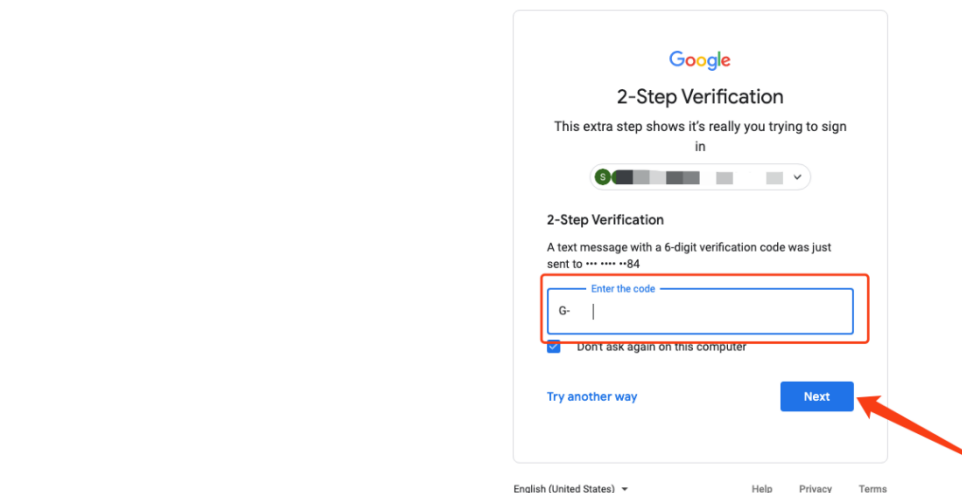 Google
2-Step Verification
This extra step shows it's really you trying to sign
in
S
2-Step Verification
A text message with a 6-digit verification code was just
sent to ••• •••• ••84
Enter the code
G-
Don't ask again on this computer
Try another way
Next
English (United States)
Help
Privacy
Terms